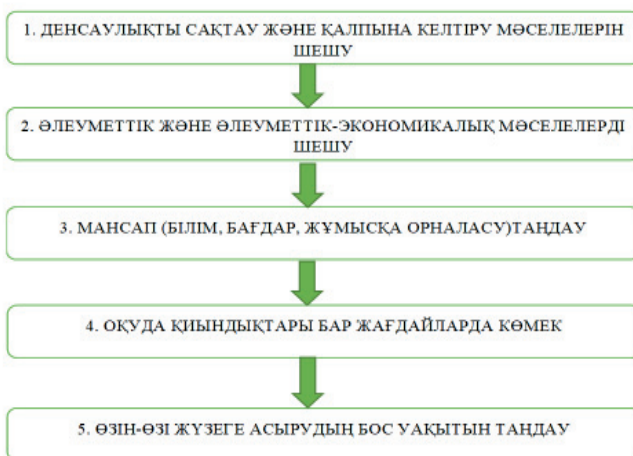 1. ДЕНСАУЛЫҚТЫ САҚТАУ ЖӘНЕ ҚАЛПЫНА КЕЛТІРУ МӘСЕЛЕЛЕРІН
ШЕШУ
2. ӘЛЕУМЕТТІК ЖӘНЕ ӘЛЕУМЕТТІК-ЭКОНОМИКАЛЫҚ МӘСЕЛЕЛЕРДІ
ШЕШУ
3. МАНСАП (БІЛІМ, БАҒДАР, ЖҰМЫСҚА ОРНАЛАСУ)ТАҢДАУ
4. ОҚУДА ҚИЫНДЫҚТАРЫ БАР ЖАҒДАЙЛАРДА КӨМЕК
5. ӨЗІН-ӨЗІ ЖҮЗЕГЕ АСЫРУДЫҢ БОС УАҚЫТЫН ТАҢДАУ